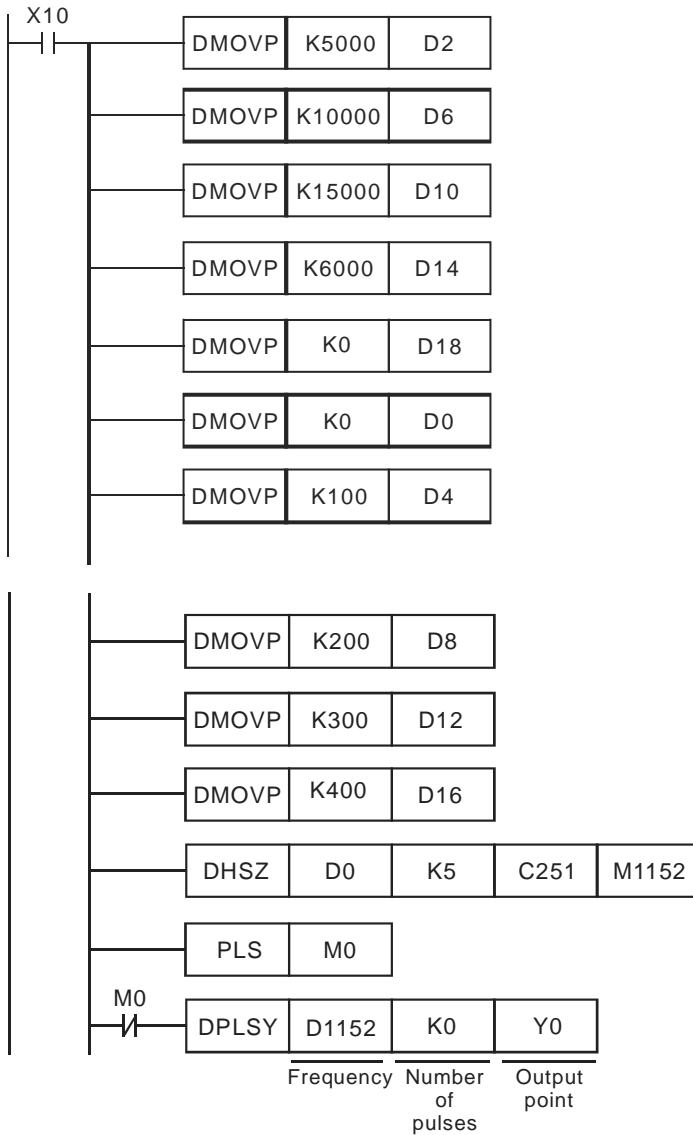 X10
DMOVP K5000 D2
DMOVP K10000 D6
DMOVP K15000 D10
DMOVP K6000 D14
DMOVP K0 D18
DMOVP K0 D0
DMOVP K100 D4
DMOVP K200 D8
DMOVP K300 D12
DMOVP K400 D16
DHSZ D0 K5 C251 M1152
PLS M0
M0
DPLSY D1152 K0 Y0
Frequency Number Output
of point
pulses